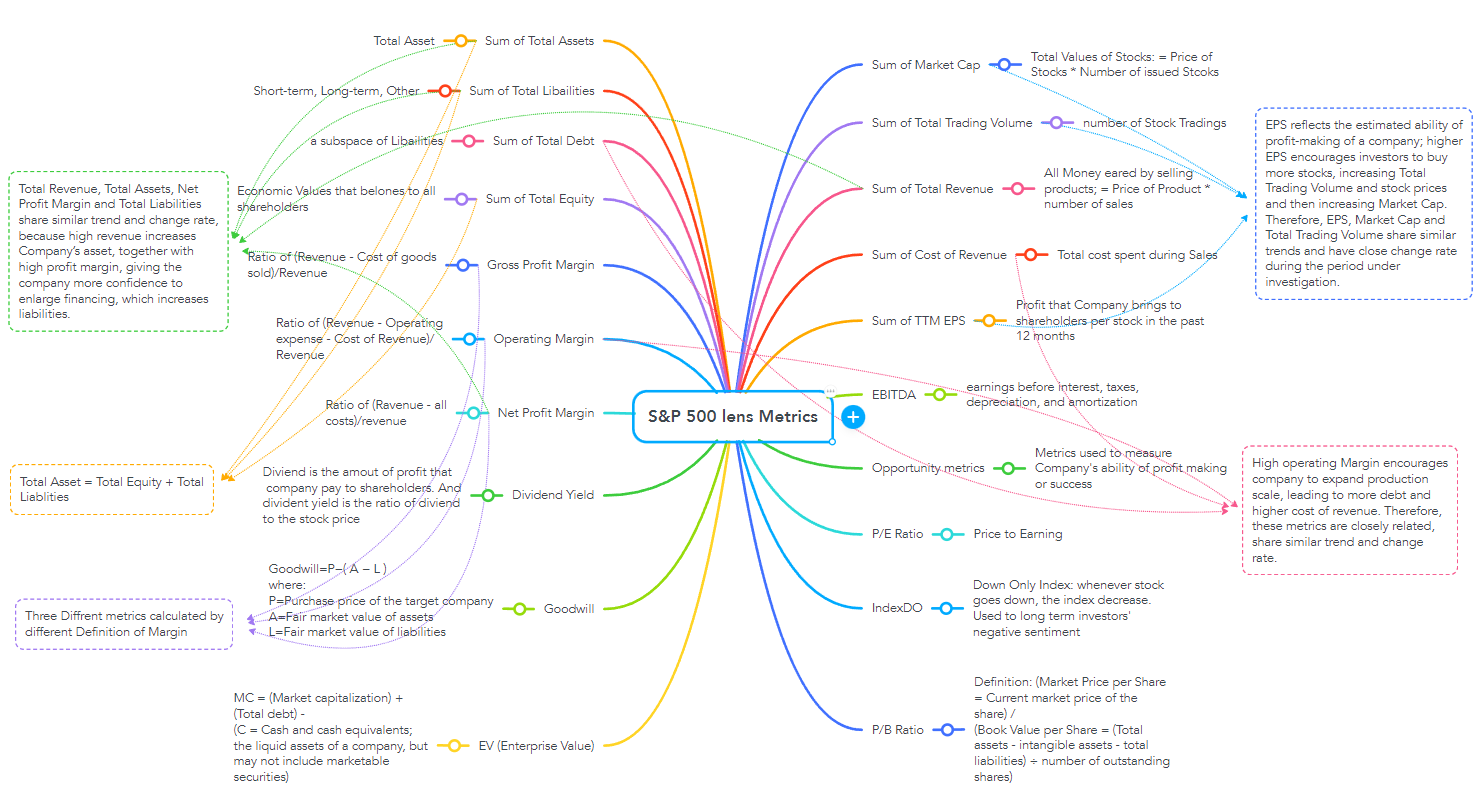 S&P 500 lens Metrics
Sum of Total Assets
Total Asset
Sum of Total Libailities
Short-term, Long-term, Other
Sum of Total Debt
a subspace of Libailities
Sum of Total Equity
Economic Values that belones to all
shareholders
Gross Profit Margin
Ratio of (Revenue - Cost of goods
sold)/Revenue
Operating Margin
Ratio of (Revenue - Operating
expense - Cost of Revenue)/
Revenue
Net Profit Margin
Ratio of (Ravenue - all
costs)/revenue
Dividend Yield
Diviend is the amout of profit that
company pay to shareholders. And
divident yield is the ratio of diviend
to the stock price
Goodwill
Goodwill=P−( A − L )
where:
P=Purchase price of the target company
A=Fair market value of assets
L=Fair market value of liabilities
EV (Enterprise Value)
MC = (Market capitalization) +
(Total debt) -
(C = Cash and cash equivalents;
the liquid assets of a company, but
may not include marketable
securities)
Total Revenue, Total Assets, Net
Profit Margin and Total Liabilities
share similar trend and change rate,
because high revenue increases
Company's asset, together with
high profit margin, giving the
company more confidence to
enlarge financing, which increases
liabilities.
Total Asset = Total Equity + Total
Liablities
Three Diffrent metrics calculated by
different Definition of Margin
Sum of Market Cap
Total Values of Stocks: = Price of
Stocks * Number of issued Stcoks
Sum of Total Trading Volume
number of Stock Tradings
Sum of Total Revenue
All Money eared by selling
products; = Price of Product *
number of sales
Sum of Cost of Revenue
Total cost spent during Sales
Sum of TTM EPS
Profit that Company brings to
shareholders per stock in the past
12 months
EBITDA
earnings before interest, taxes,
depreciation, and amortization
Opportunity metrics
Metrics used to measure
Company's ability of profit making
or success
P/E Ratio
Price to Earning
IndexDO
Down Only Index: whenever stock
goes down, the index decrease.
Used to long term investors'
negative sentiment
P/B Ratio
Definition: (Market Price per Share
= Current market price of the
share) /
(Book Value per Share = (Total
assets - intangible assets - total
liabilities) ÷ number of outstanding
shares)
EPS reflects the estimated ability of
profit-making of a company; higher
EPS encourages investors to buy
more stocks, increasing Total
Trading Volume and stock prices
and then increasing Market Cap.
Therefore, EPS, Market Cap and
Total Trading Volume share similar
trends and have close change rate
during the period under
investigation.
High operating Margin encourages
company to expand production
scale, leading to more debt and
higher cost of revenue. Therefore,
these metrics are closely related,
share similar trend and change
rate.